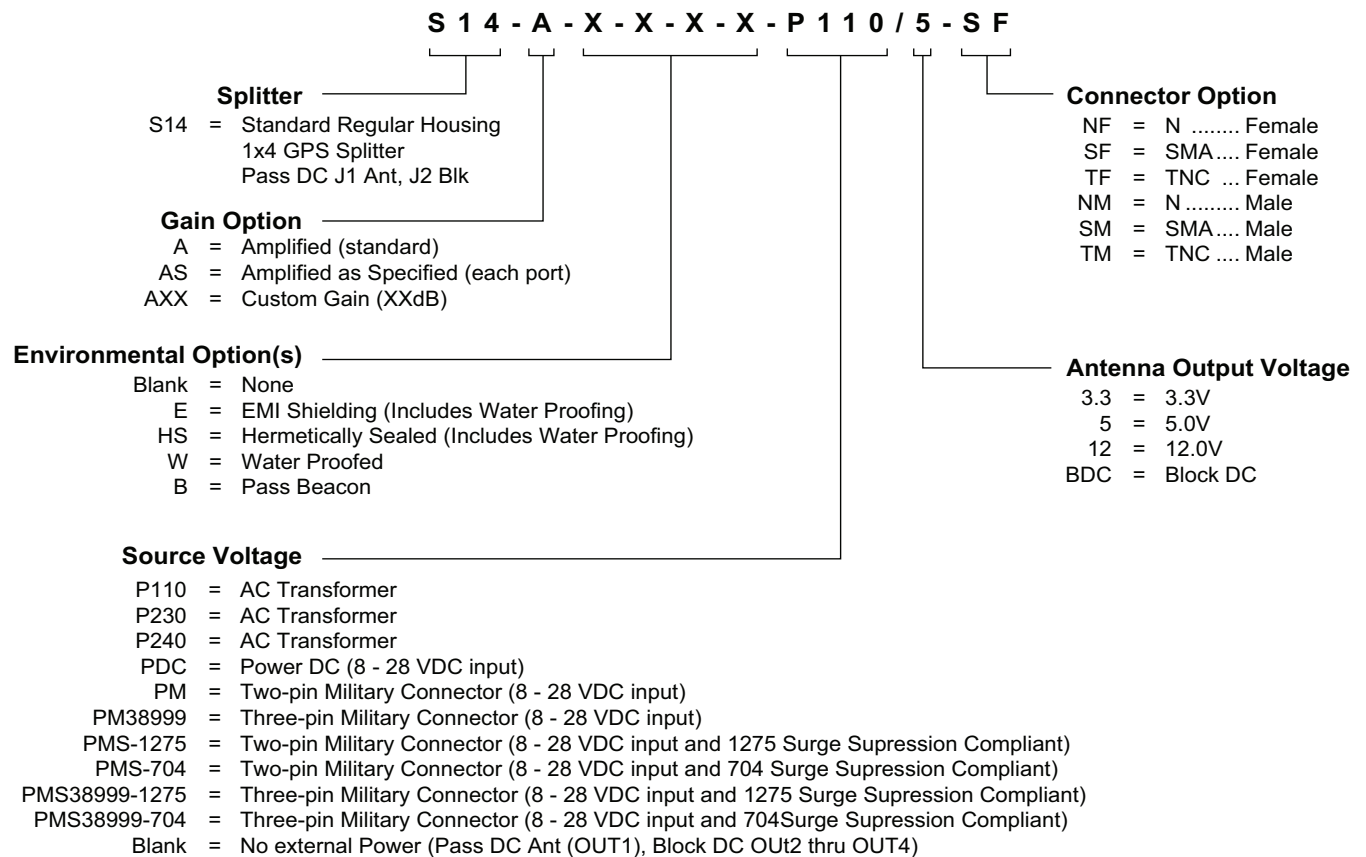 S14-A-X-X-X-X-P110/5-SF
Splitter
S14 = Standard Regular Housing
1x4 GPS Splitter
Pass DC J1 Ant, J2 Blk
Gain Option
A = Amplified (standard)
AS = Amplified as Specified (each port)
AXX = Custom Gain (XXdB)
Environmental Option(s)
Blank = None
E = EMI Shielding (Includes Water Proofing)
HS = Hermetically Sealed (Includes Water Proofing)
W = Water Proofed
B = Pass Beacon
Source Voltage
P110 = AC Transformer
P230 = AC Transformer
P240 = AC Transformer
PDC = Power DC (8 - 28 VDC input)
PM = Two-pin Military Connector (8 - 28 VDC input)
PM38999 = Three-pin Military Connector (8 - 28 VDC input)
PMS-1275 = Two-pin Military Connector (8 - 28 VDC input and 1275 Surge Supression Compliant)
PMS-704 = Two-pin Military Connector (8 - 28 VDC input and 704 Surge Supression Compliant)
PMS38999-1275 = Three-pin Military Connector (8 - 28 VDC input and 1275 Surge Supression Compliant)
PMS38999-704 = Three-pin Military Connector (8 - 28 VDC input and 704Surge Supression Compliant)
Blank = No external Power (Pass DC Ant (OUT1), Block DC OUt2 thru OUT4)
Connector Option
NF = N ........ Female
SF = SMA .... Female
TF = TNC ... Female
NM = N ......... Male
SM = SMA .... Male
TM = TNC .... Male
Antenna Output Voltage
3.3 = 3.3V
5 = 5.0V
12 = 12.0V
BDC = Block DC